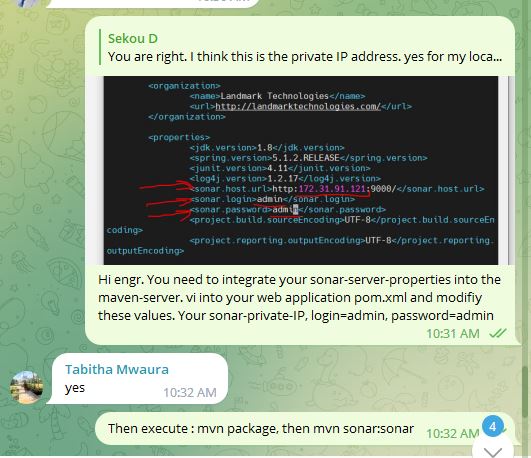 Sekou D
You are right. I think this is the private IP address. yes for my loca...
<organization>
<name>Landmark Technologies</name>
<url>http://landmarktechnologies.com/</url>
</organization>
<properties>
<jdk.version>1.8</jdk.version>
<spring.version>5.1.2.RELEASE</spring.version>
<junit.version>4.11</junit.version>
<log4j.version>1.2.17</log4j.version>
<sonar.host.url>http:172.31.91.121:9000/</sonar.host.url>
<sonar.login>admin</sonar.login>
<sonar.password>admin</sonar.password>
<project.build.sourceEncoding>UTF-8</project.build.sourceEn
coding>
<project.reporting.outputEncoding>UTF-8</project.reporting.
outputEncoding>
Hi engr. You need to integrate your sonar-server-properties into the
maven-server. vi into your web application pom.xml and modifiy
these values. Your sonar-private-IP, login=admin, password=admin
10:31 AM
Tabitha Mwaura
yes
10:32 AM
Then execute : mvn package, then mvn sonar:sonar
10:32 AM
4